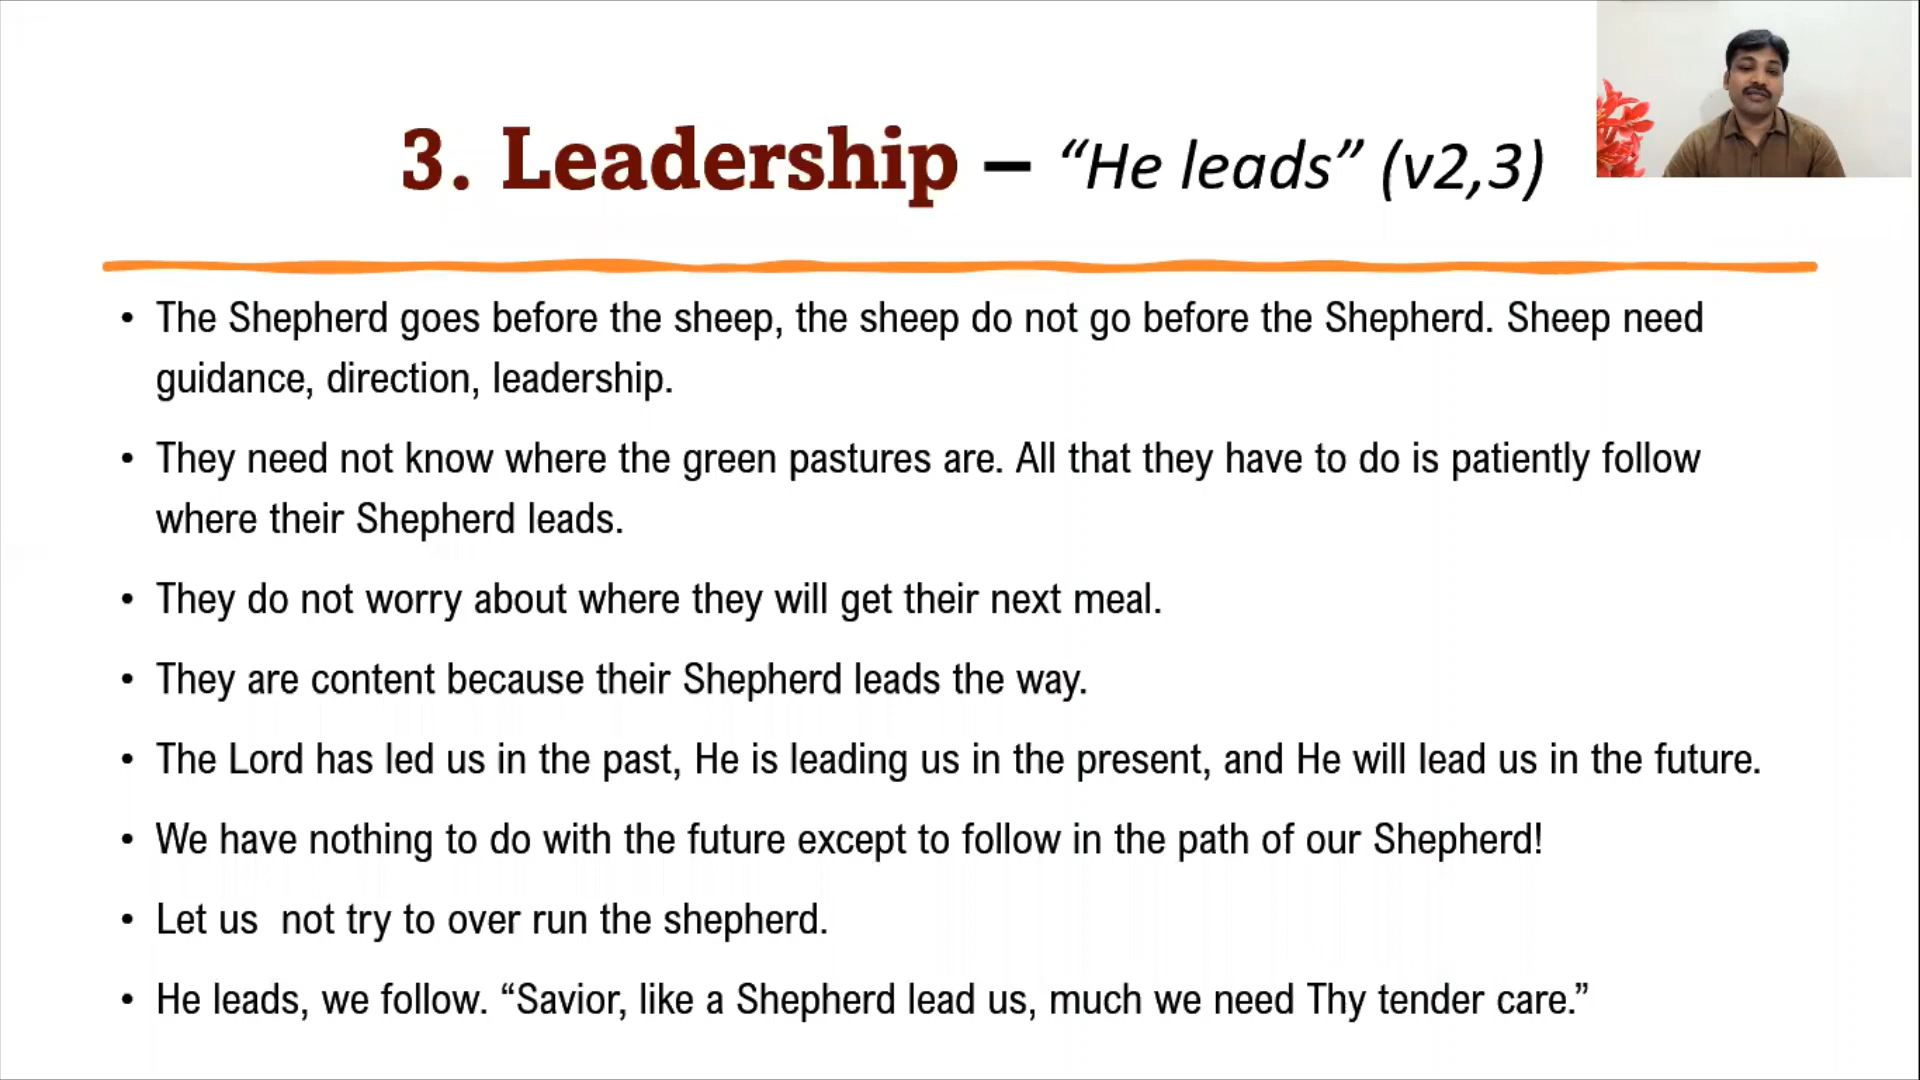 3. Leadership – “He leads” (v2,3)
• The Shepherd goes before the sheep, the sheep do not go before the Shepherd. Sheep need
guidance, direction, leadership.
• They need not know where the green pastures are. All that they have to do is patiently follow
where their Shepherd leads.
• They do not worry about where they will get their next meal.
• They are content because their Shepherd leads the way.
• The Lord has led us in the past, He is leading us in the present, and He will lead us in the future.
• We have nothing to do with the future except to follow in the path of our Shepherd!
• Let us  not try to over run the shepherd.
• He leads, we follow. “Savior, like a Shepherd lead us, much we need Thy tender care.”